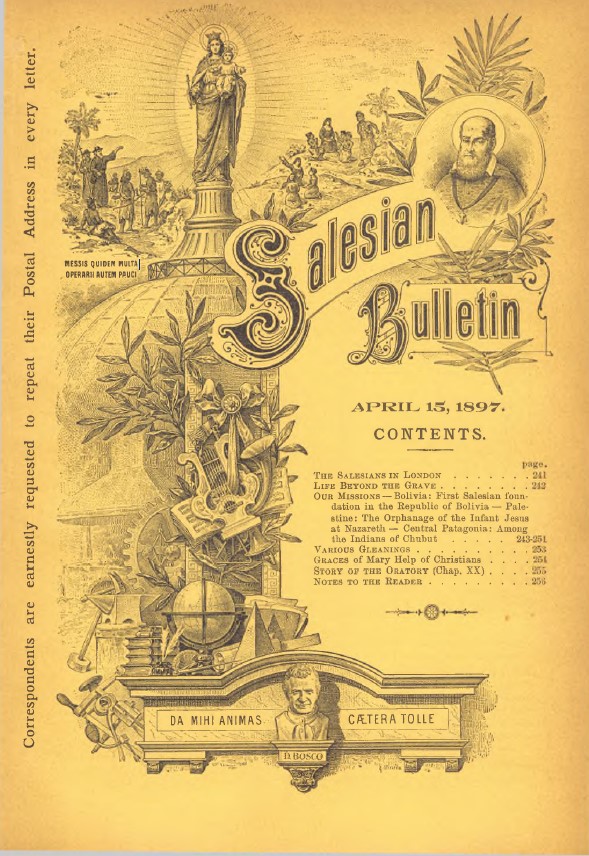 Correspondents are earnestly requested to repeat their Postal Address in every letter.
MESSIS QUIDEM MULTA
OPERARII AUTEM PAUCI
Salesian
Bulletin
APRIL 15, 1897.
CONTENTS.
page.
THE SALESIANS IN LONDON . . . . . . . 241
LIFE BEYOND THE GRAVE . . . . . . . . 242
OUR MISSIONS — Bolivia: First Salesian foun-
dation in the Republic of Bolivia — Pale-
stine: The Orphanage of the Infant Jesus
at Nazareth — Central Patagonia: Among
the Indians of Chubut . . . . . . . 243-251
VARIOUS GLEANINGS . . . . . . . . . . 253
GRACES of Mary Help of Christians . . . . 254
STORY OF THE ORATORY (Chap. XX) . . . . 255
NOTES TO THE READER . . . . . . . . . 256
DA MIHI ANIMAS
CÆTERA TOLLE
D. BOSCO